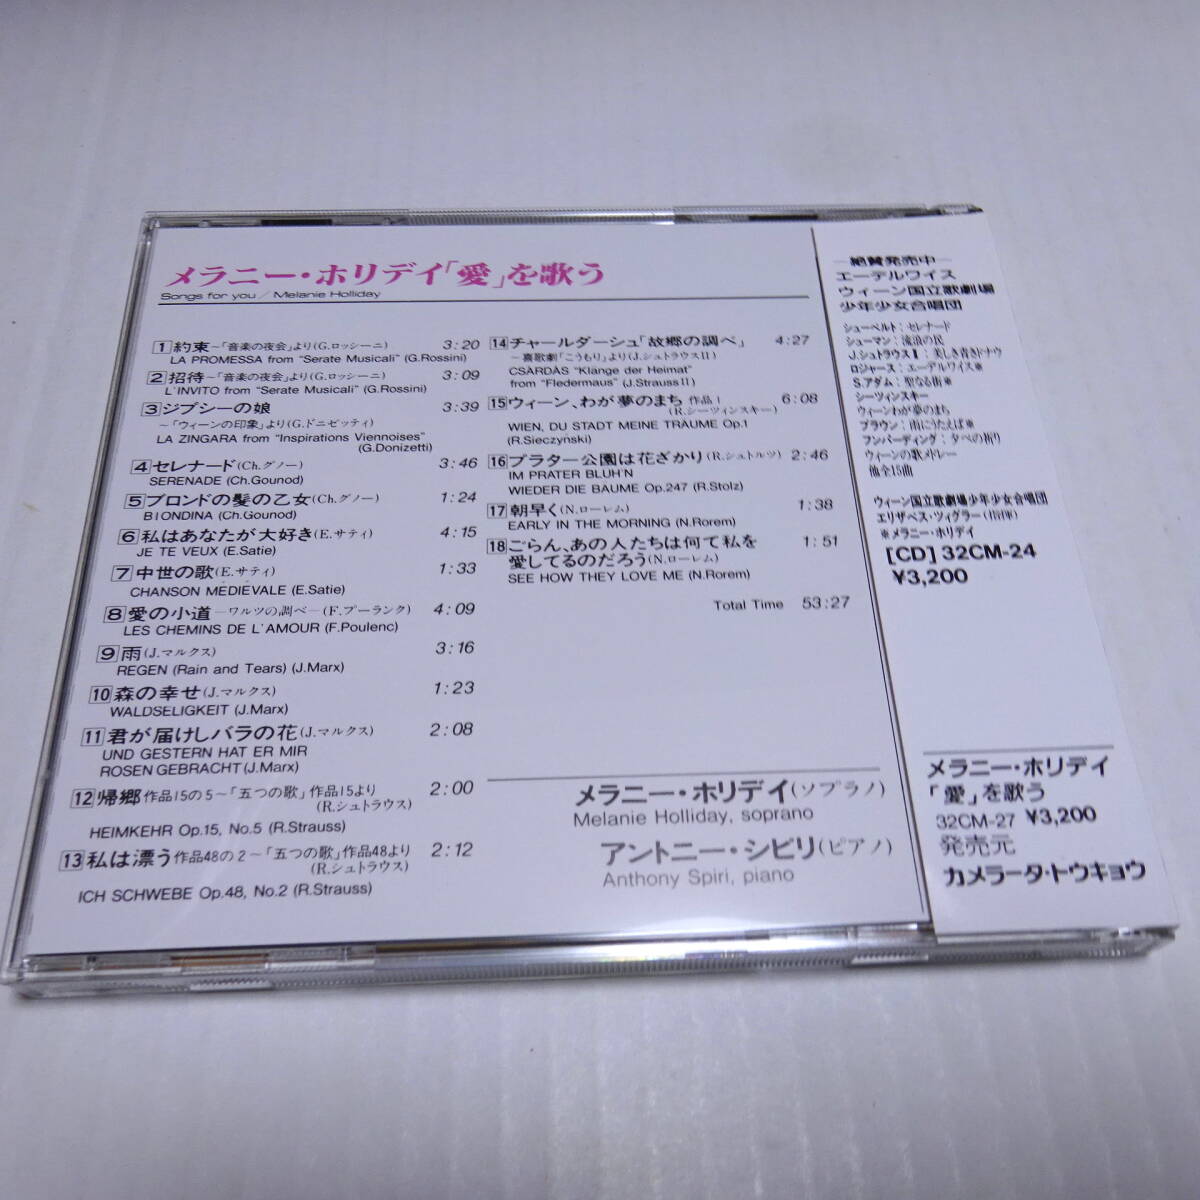 メラニー・ホリデイ「愛」を歌う
Songs for you / Melanie Holliday
1 約束〜「音楽の夜会」より(G.ロッシーニ) 3:20
LA PROMESSA from "Serate Musicali" (G.Rossini)
2 招待〜「音楽の夜会」より(G.ロッシーニ 3:09
L'INVITO from "Serate Musicali" (G.Rossini)
3 ジプシーの娘 3:39
〜「ウィーンの印象」より(G.ドニゼッティ)
LA ZINGARA from "Inspirations Viennoises"
(G.Donizetti)
4 セレナード(Ch.グノー) 3:46
SERENADE (Ch.Gounod)
5 ブロンドの髪の乙女(Ch.グノー) 1:24
BIONDINA (Ch.Gounod)
6 私はあなたが大好き(E.サティ) 4:15
JE TE VEUX (E.Satie)
7 中世の歌(E.サティ) 1:33
CHANSON MÉDIÉVALE (E.Satie)
8 愛の小道—ワルツの調べ—(F.プーランク) 4:09
LES CHEMINS DE L'AMOUR (F.Poulenc)
9 雨(J.マルクス) 3:16
REGEN (Rain and Tears) (J.Marx)
10 森の幸せ(J.マルクス) 1:23
WALDSELIGKEIT (J.Marx)
11 君が届けしバラの花(J.マルクス) 2:08
UND GESTERN HAT ER MIR
ROSEN GEBRACHT (J.Marx)
12 帰郷 作品15の5〜「五つの歌」作品15より 2:00
(R.シュトラウス)
HEIMKEHR Op.15, No.5 (R.Strauss)
13 私は漂う 作品48の2〜「五つの歌」作品48より 2:12
(R.シュトラウス)
ICH SCHWEBE Op.48, No.2 (R.Strauss)
14 チャールダーシュ「故郷の調べ」 4:27
〜喜歌劇「こうもり」より(J.シュトラウスII)
CSÁRDÁS "Klänge der Heimat"
from "Fledermaus" (J.Strauss II)
15 ウィーン、わが夢のまち 作品1 6:08
(R.シーツィンスキー)
WIEN, DU STADT MEINE TRÄUME Op.1
(R.Sieczyński)
16 プラター公園は花ざかり(R.シュトルツ) 2:46
IM PRATER BLÜH'N
WIEDER DIE BÄUME Op.247 (R.Stolz)
17 朝早く(N.ローレム) 1:38
EARLY IN THE MORNING (N.Rorem)
18 ごらん、あの人たちは何て私を 1:51
愛してるのだろう(N.ローレム)
SEE HOW THEY LOVE ME (N.Rorem)
Total Time 53:27
メラニー・ホリデイ(ソプラノ)
Melanie Holliday, soprano
アントニー・シピリ(ピアノ)
Anthony Spiri, piano
—絶賛発売中—
エーデルワイス
ウィーン国立歌劇場
少年少女合唱団
シューベルト:セレナード
シューマン:流浪の民
J.シュトラウスII:美しき青きドナウ
ロジャース:エーデルワイス※
S.アダム:聖なる街※
シーツィンスキー
ウィーンわが夢のまち
ブラウン:雨にうたえば※
フンパーディング:夕べの祈り
ウィーンの歌メドレー
他全15曲
ウィーン国立歌劇場少年少女合唱団
エリザベス・ツィグラー(指揮)
※メラニー・ホリデイ
[CD] 32CM-24
¥3,200
メラニー・ホリデイ
「愛」を歌う
32CM-27 ¥3,200
発売元
カメラータ・トウキョウ